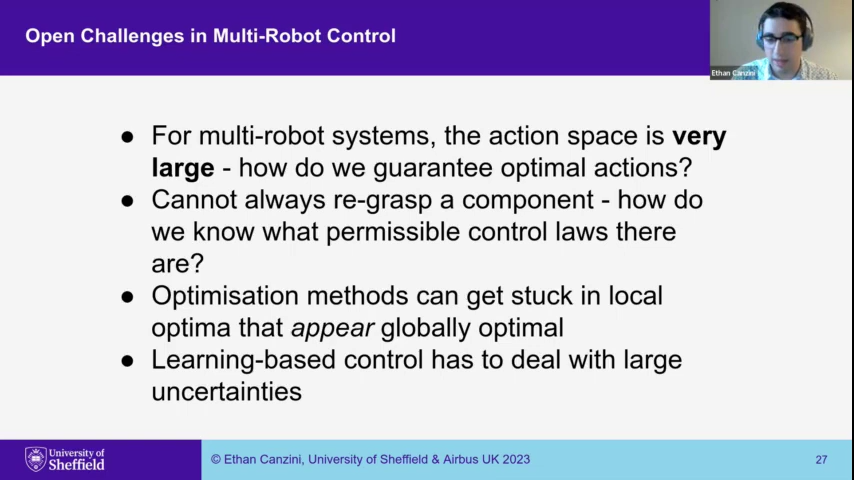 Open Challenges in Multi-Robot Control
Ethan Canzini
● For multi-robot systems, the action space is very
large - how do we guarantee optimal actions?
● Cannot always re-grasp a component - how do
we know what permissible control laws there
are?
● Optimisation methods can get stuck in local
optima that appear globally optimal
● Learning-based control has to deal with large
uncertainties
University of
Sheffield
© Ethan Canzini, University of Sheffield & Airbus UK 2023
27